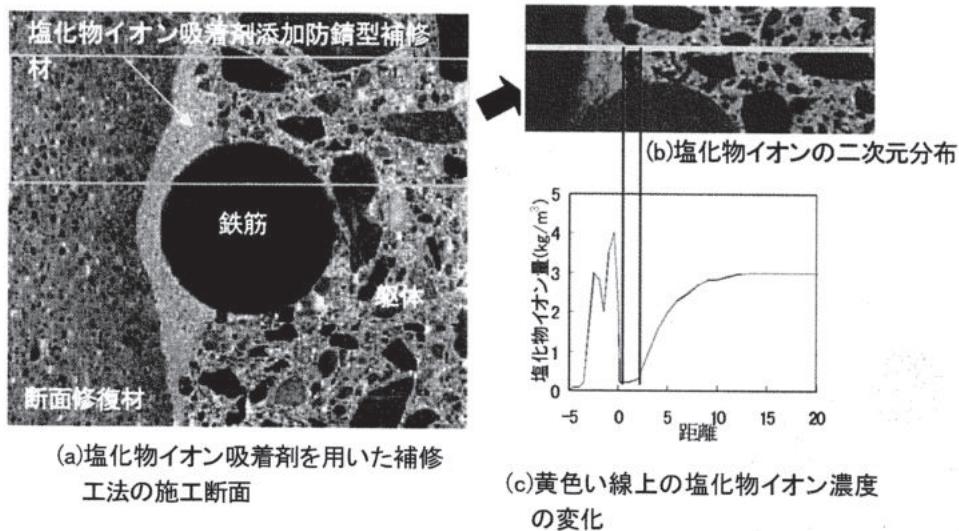 塩化物イオン吸着剤添加防錆型補修
材
鉄筋
躯体
断面修復材
(a)塩化物イオン吸着剤を用いた補修
工法の施工断面
(b)塩化物イオンの二次元分布
塩化物イオン量(kg/m³)
5
4
3
2
1
0
-5 0 5 10 15 20
距離
(c)黄色い線上の塩化物イオン濃度
の変化